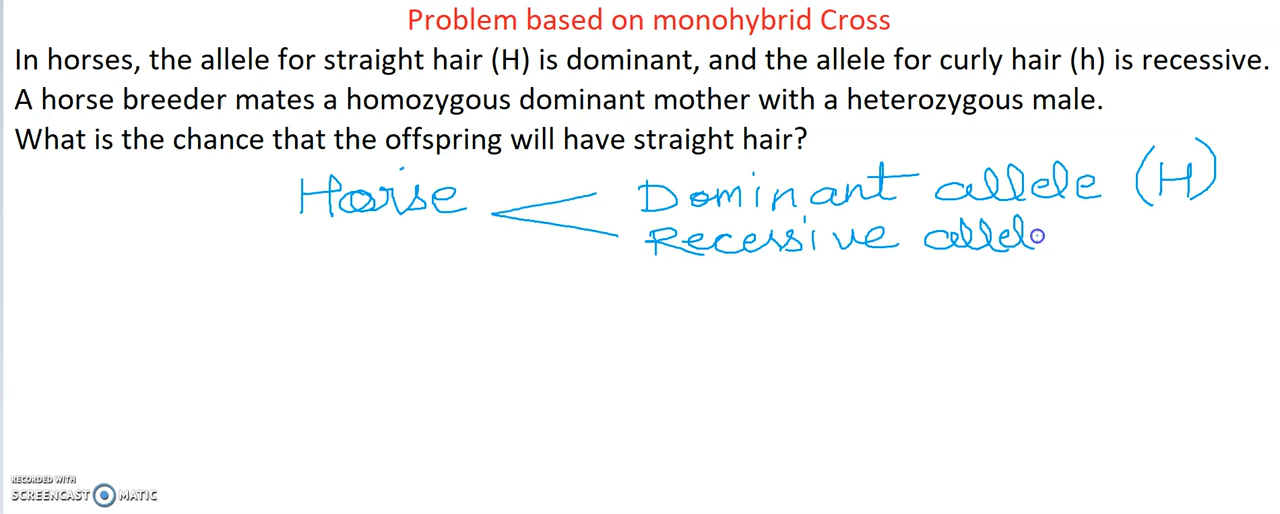 Problem based on monohybrid Cross
In horses, the allele for straight hair (H) is dominant, and the allele for curly hair (h) is recessive.
A horse breeder mates a homozygous dominant mother with a heterozygous male.
What is the chance that the offspring will have straight hair?
Horse Dominant allele (H)
Recessive allel
RECORDED WITH
SCREENCAST MATIC